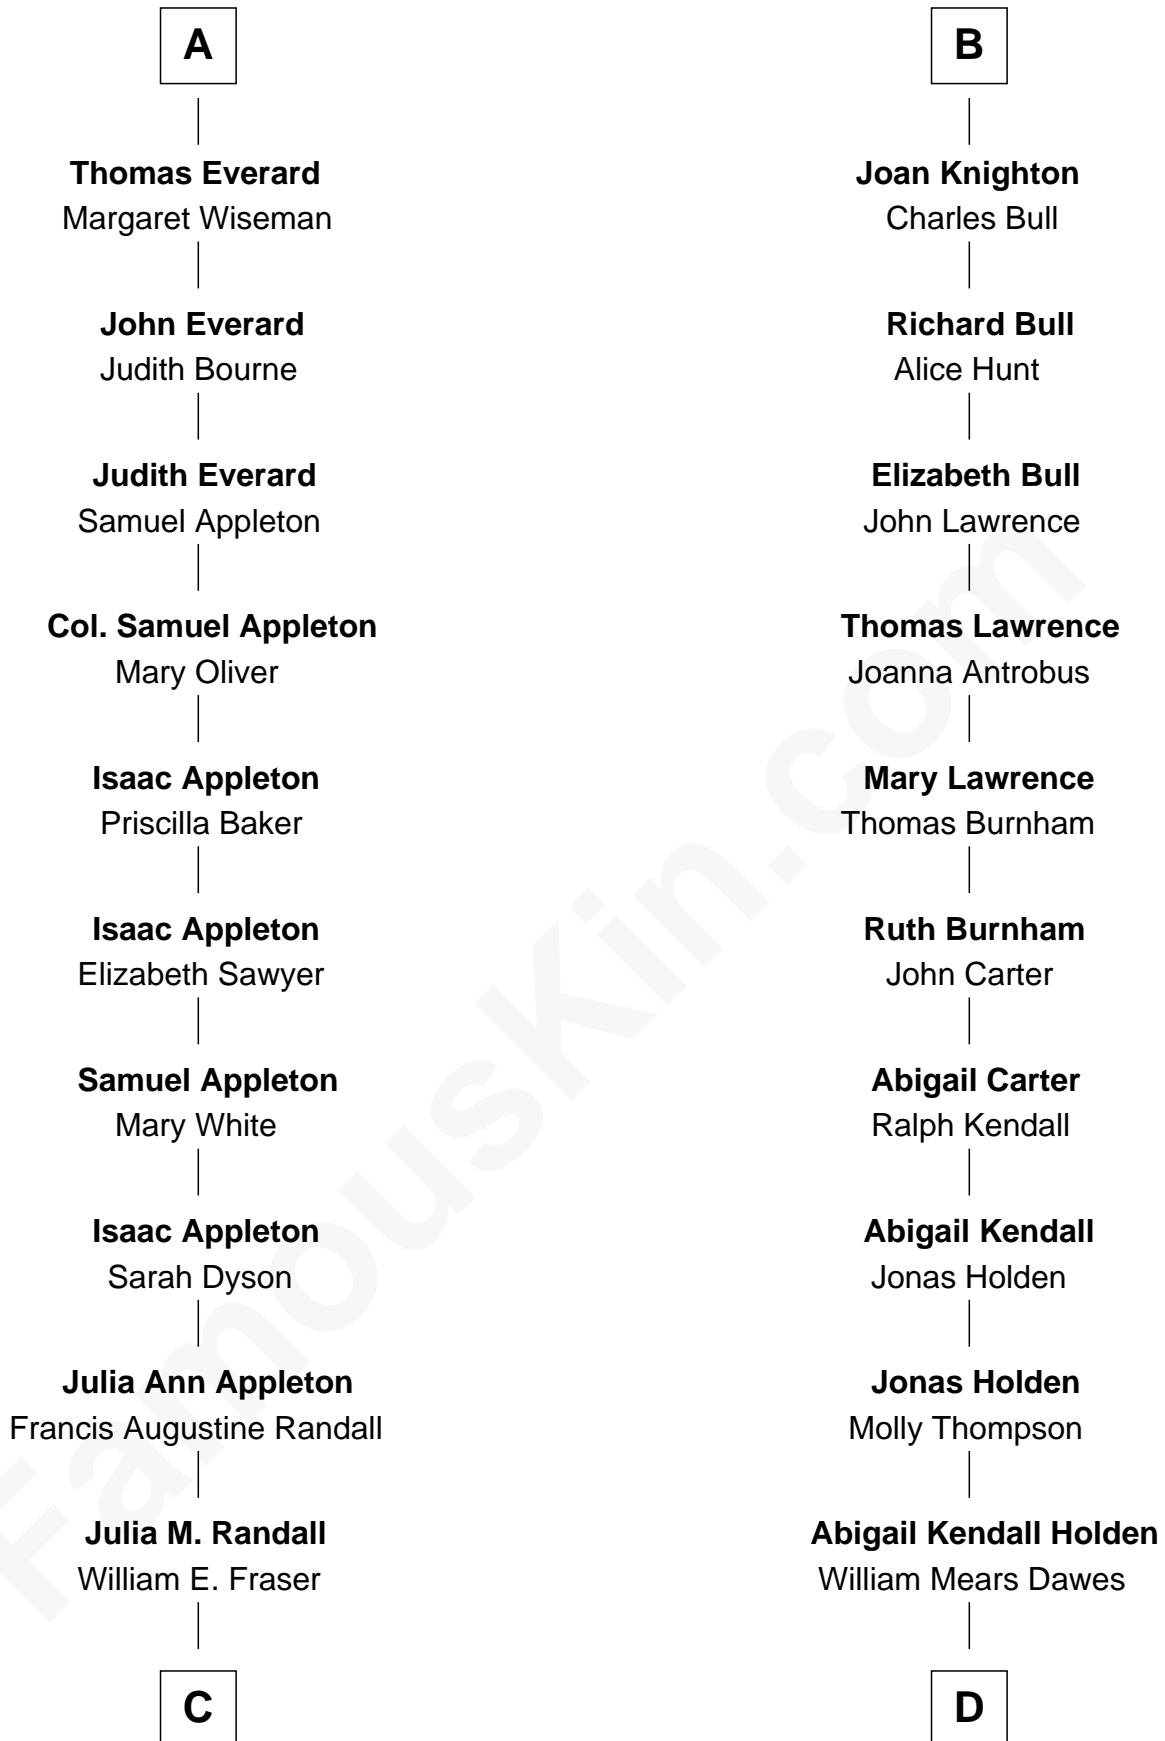 A
Thomas Everard
Margaret Wiseman
John Everard
Judith Bourne
Judith Everard
Samuel Appleton
Col. Samuel Appleton
Mary Oliver
Isaac Appleton
Priscilla Baker
Isaac Appleton
Elizabeth Sawyer
Samuel Appleton
Mary White
Isaac Appleton
Sarah Dyson
Julia Ann Appleton
Francis Augustine Randall
Julia M. Randall
William E. Fraser
C
B
Joan Knighton
Charles Bull
Richard Bull
Alice Hunt
Elizabeth Bull
John Lawrence
Thomas Lawrence
Joanna Antrobus
Mary Lawrence
Thomas Burnham
Ruth Burnham
John Carter
Abigail Carter
Ralph Kendall
Abigail Kendall
Jonas Holden
Jonas Holden
Molly Thompson
Abigail Kendall Holden
William Mears Dawes
D
FamousKin.com